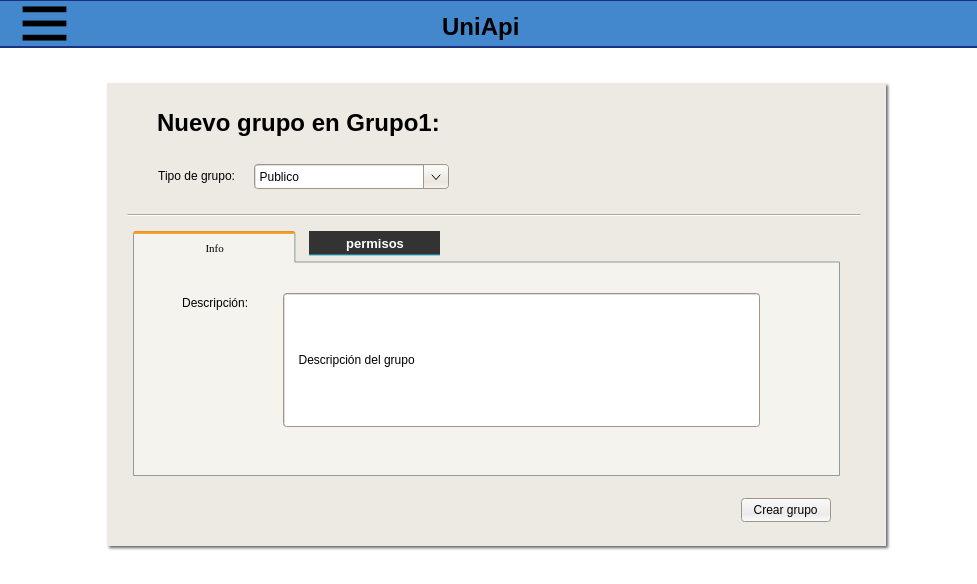 UniApi
Nuevo grupo en Grupo1:
Tipo de grupo: Publico
Info permisos
Descripción:
Descripción del grupo
Crear grupo